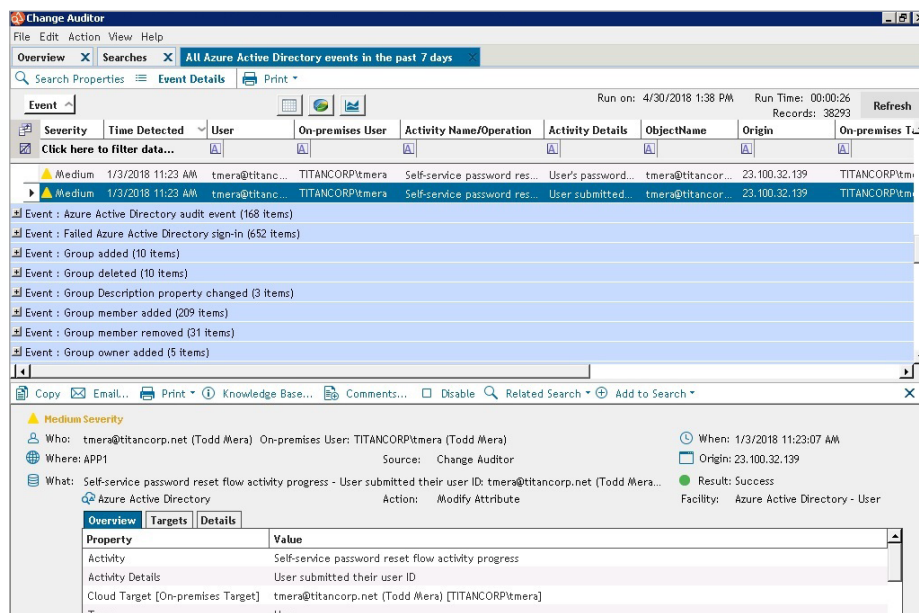 Change Auditor
File Edit Action View Help
Overview X Searches X All Azure Active Directory events in the past 7 days X
Search Properties Event Details Print
Event Run on: 4/30/2018 1:38 PM Run Time: 00:00:26 Refresh
Records: 38293
Severity Time Detected User On-premises User Activity Name/Operation Activity Details ObjectName Origin On-premises T...
Click here to filter data...
Medium 1/3/2018 11:23 AM tmera@titanc... TITANCORP\tmera Self-service password res... User's password... tmera@titancor... 23.100.32.139 TITANCORP\tme
Medium 1/3/2018 11:23 AM tmera@titanc... TITANCORP\tmera Self-service password res... User submitted... tmera@titancor... 23.100.32.139 TITANCORP\tme
Event : Azure Active Directory audit event (168 items)
Event : Failed Azure Active Directory sign-in (652 items)
Event : Group added (10 items)
Event : Group deleted (10 items)
Event : Group Description property changed (3 items)
Event : Group member added (209 items)
Event : Group member removed (31 items)
Event : Group owner added (5 items)
Copy Email... Print Knowledge Base... Comments... Disable Related Search Add to Search X
Medium Severity
Who: tmera@titancorp.net (Todd Mera) On-premises User: TITANCORP\tmera (Todd Mera) When: 1/3/2018 11:23:07 AM
Where: APP1 Source: Change Auditor Origin: 23.100.32.139
What: Self-service password reset flow activity progress - User submitted their user ID: tmera@titancorp.net (Todd Mera... Result: Success
Azure Active Directory Action: Modify Attribute Facility: Azure Active Directory - User
Overview Targets Details
Property Value
Activity Self-service password reset flow activity progress
Activity Details User submitted their user ID
Cloud Target [On-premises Target] tmera@titancorp.net (Todd Mera) [TITANCORP\tmera]